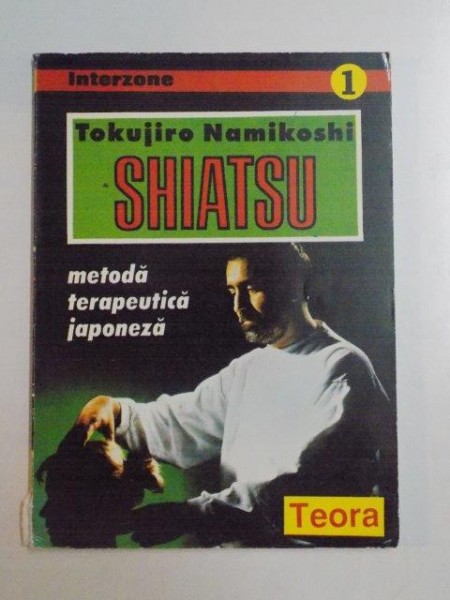 Interzone
1
Tokujiro Namikoshi
SHIATSU
metodă
terapeutică
japoneză
Teora